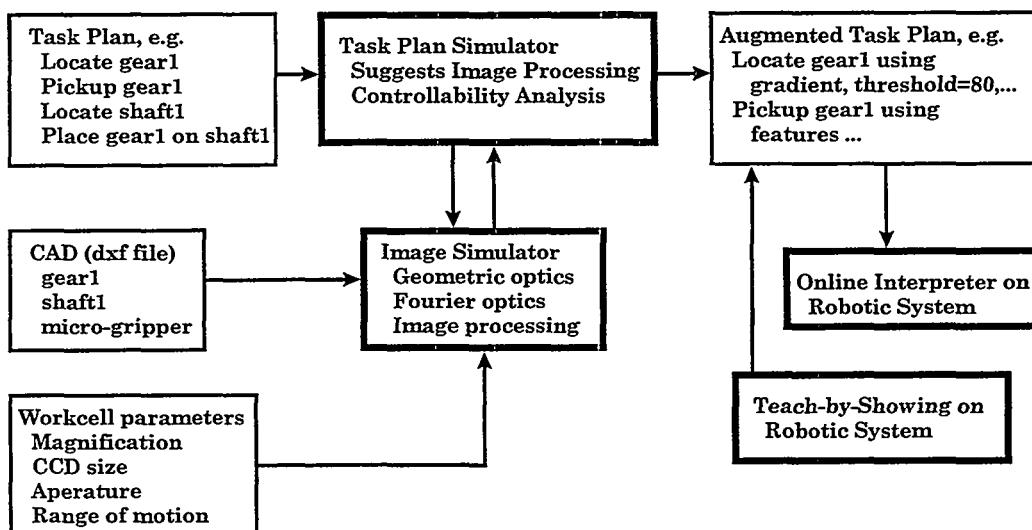 Task Plan, e.g.
Locate gear1
Pickup gear1
Locate shaft1
Place gear1 on shaft1
Task Plan Simulator
Suggests Image Processing
Controllability Analysis
Augmented Task Plan, e.g.
Locate gear1 using
gradient, threshold=80,...
Pickup gear1 using
features ...
CAD (dxf file)
gear1
shaft1
micro-gripper
Image Simulator
Geometric optics
Fourier optics
Image processing
Online Interpreter on
Robotic System
Workcell parameters
Magnification
CCD size
Aperature
Range of motion
Teach-by-Showing on
Robotic System